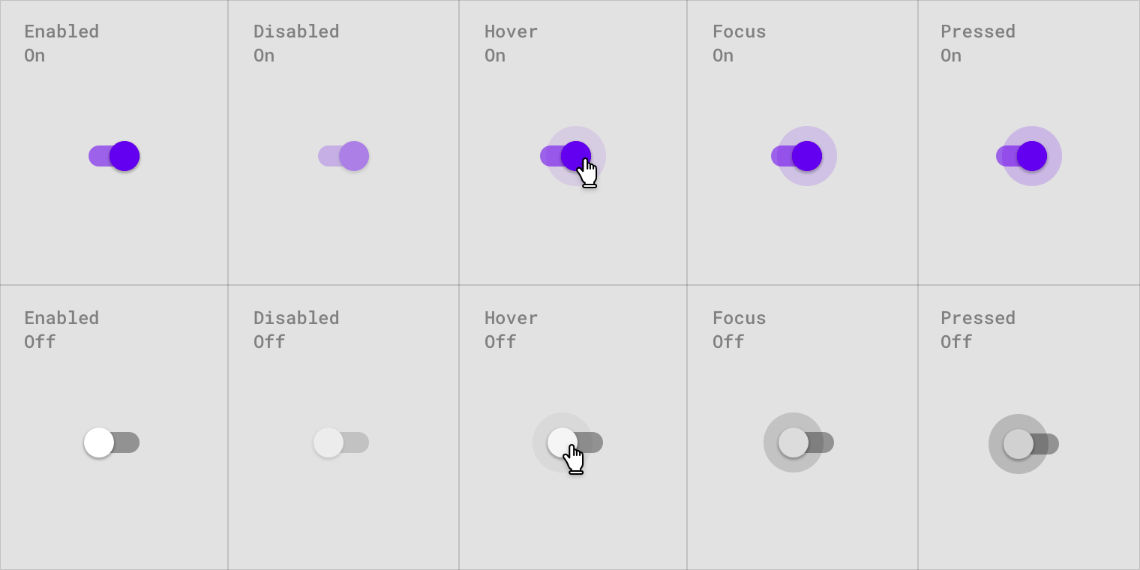 Enabled
On
Disabled
On
Hover
On
Focus
On
Pressed
On
Enabled
Off
Disabled
Off
Hover
Off
Focus
Off
Pressed
Off